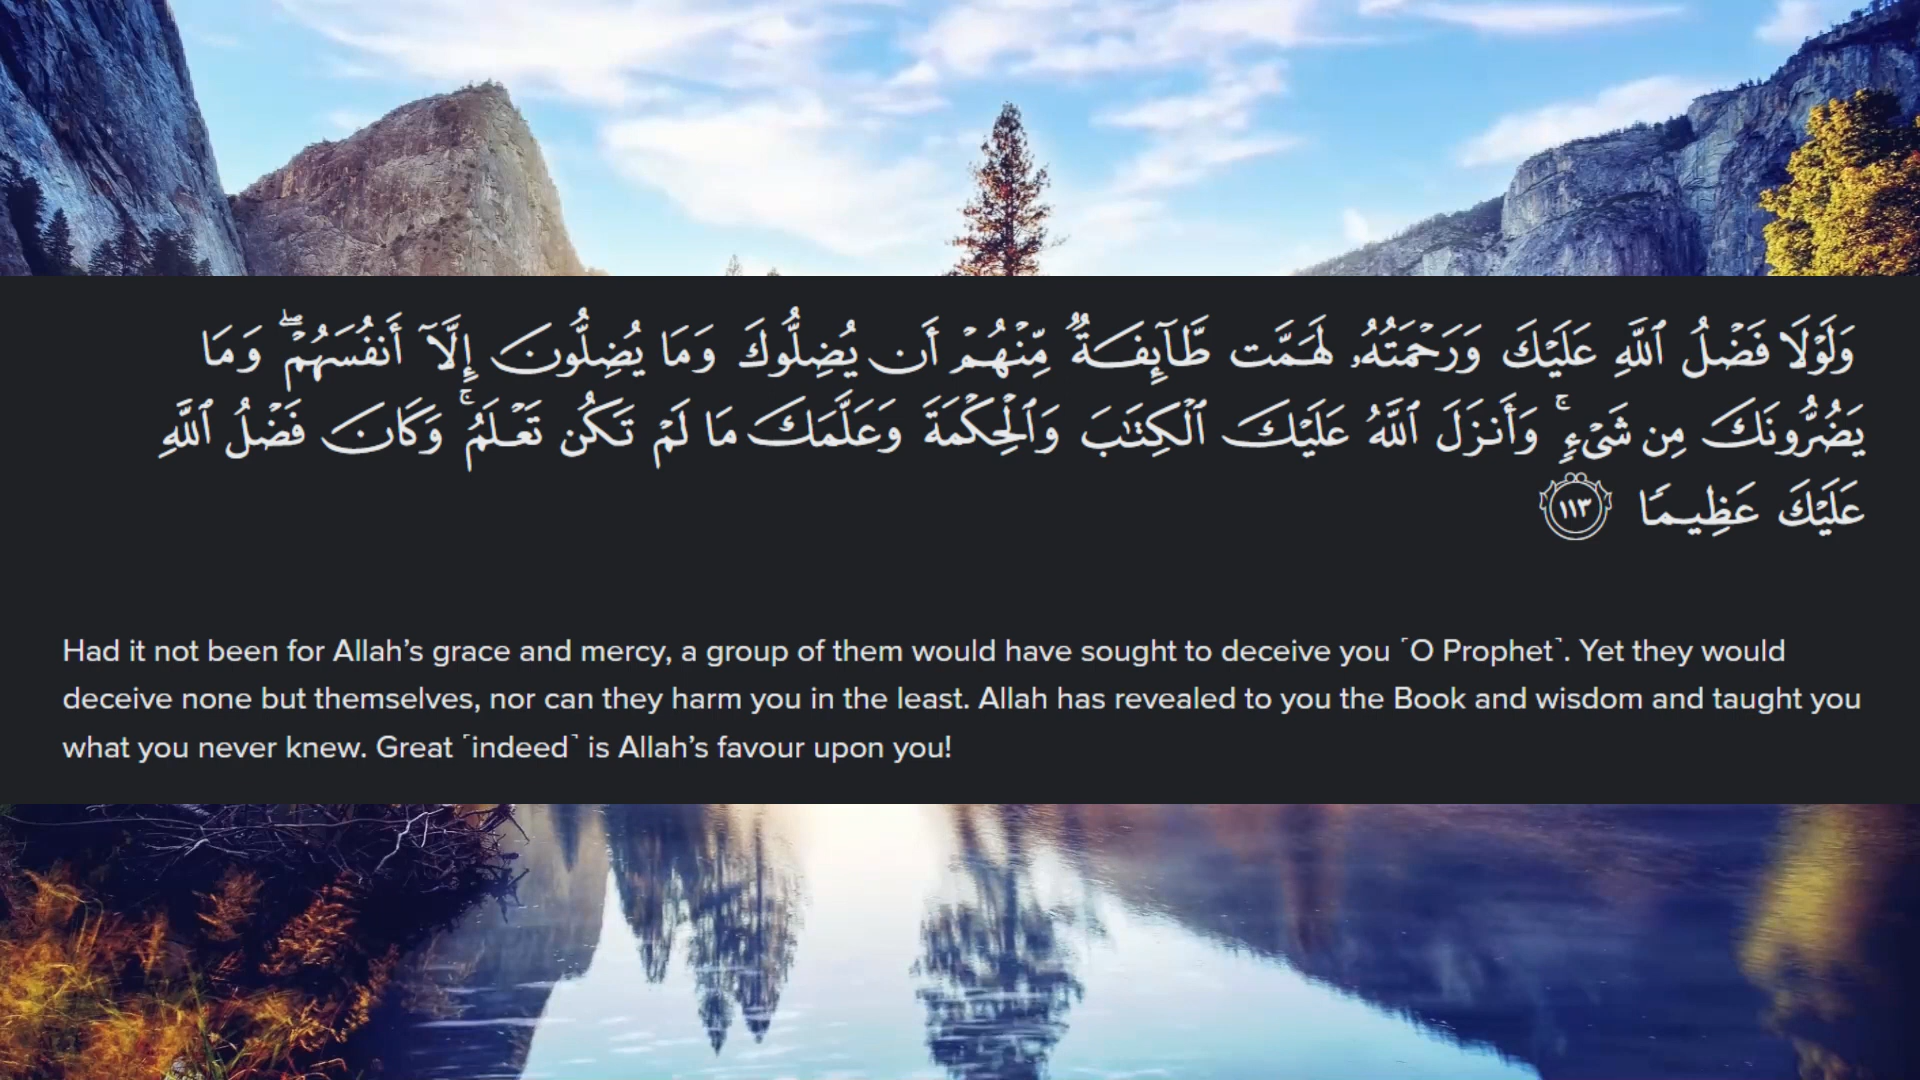 وَلَوْلَا فَضْلُ ٱللَّهِ عَلَيْكَ وَرَحْمَتُهُۥ لَهَمَّت طَّآئِفَةٌ مِّنْهُمْ أَن يُضِلُّوكَ وَمَا يُضِلُّونَ إِلَّآ أَنفُسَهُمْ ۖ وَمَا
يَضُرُّونَكَ مِن شَىْءٍ ۚ وَأَنزَلَ ٱللَّهُ عَلَيْكَ ٱلْكِتَـٰبَ وَٱلْحِكْمَةَ وَعَلَّمَكَ مَا لَمْ تَكُن تَعْلَمُ ۚ وَكَانَ فَضْلُ ٱللَّهِ
عَلَيْكَ عَظِيمًا ١١٣
Had it not been for Allah’s grace and mercy, a group of them would have sought to deceive you ˹O Prophet˺. Yet they would
deceive none but themselves, nor can they harm you in the least. Allah has revealed to you the Book and wisdom and taught you
what you never knew. Great ˹indeed˺ is Allah’s favour upon you!